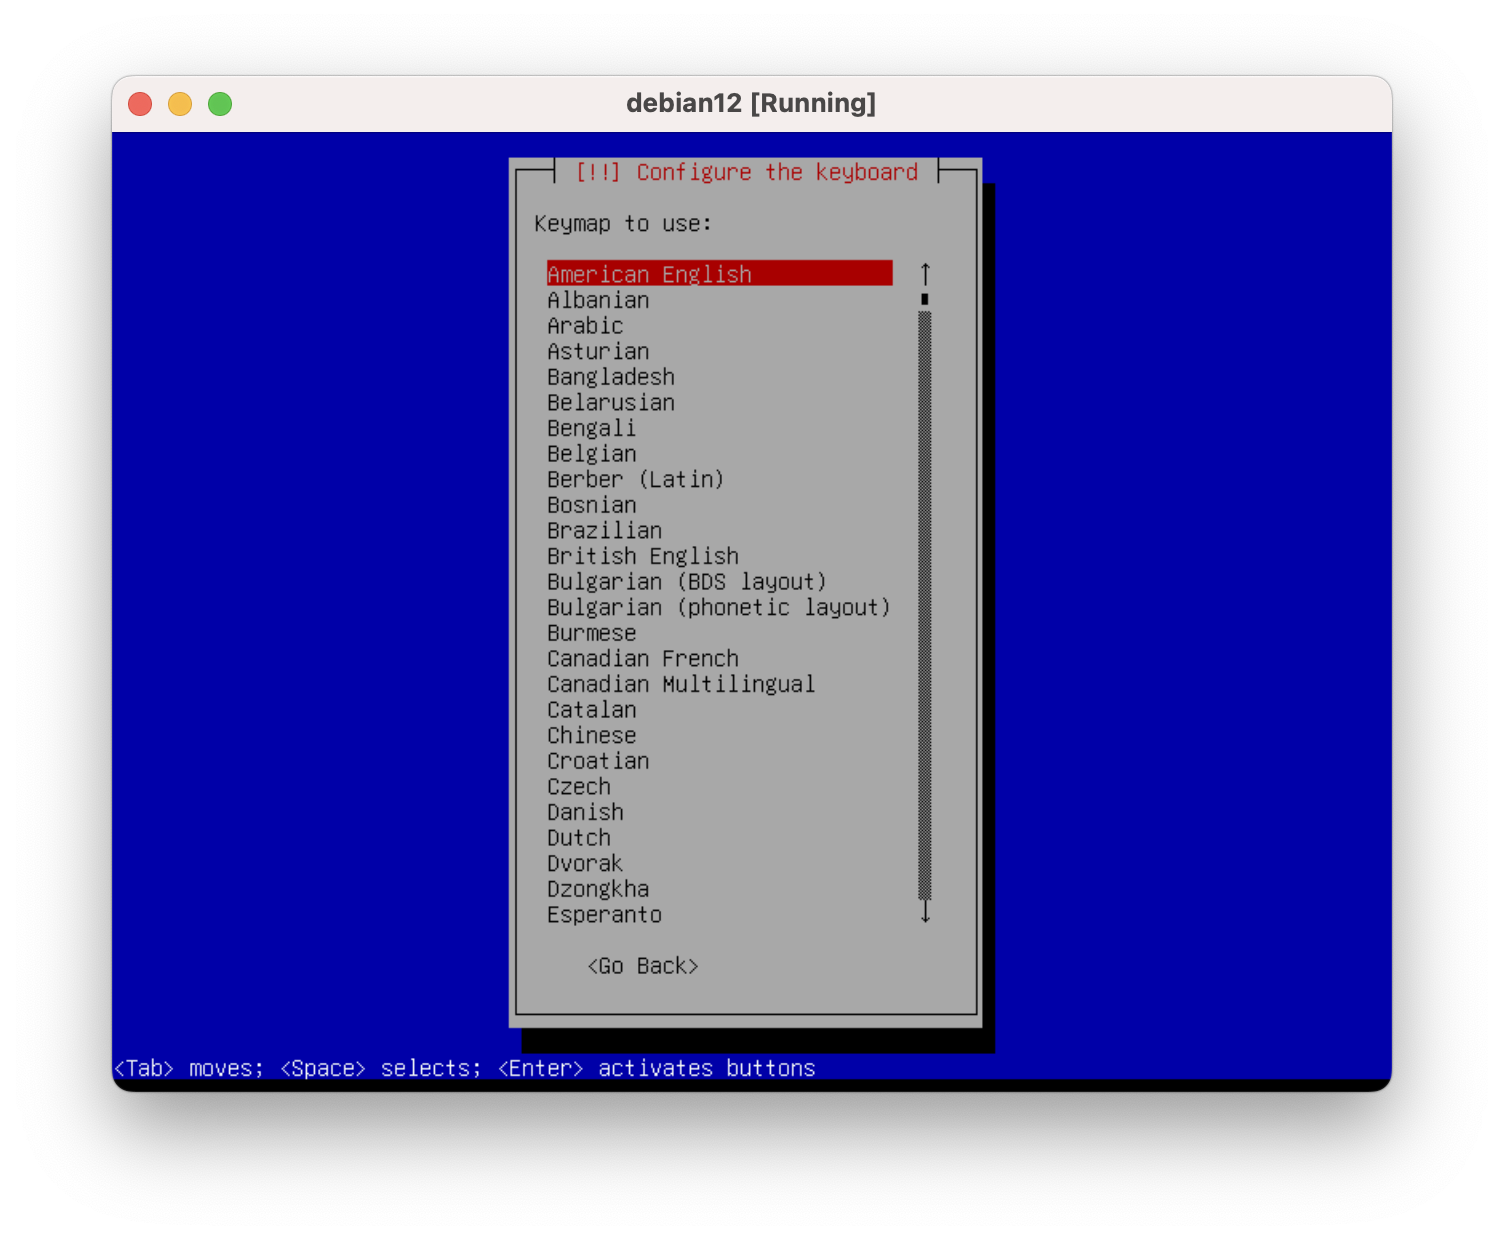 debian12 [Running]
[!!] Configure the keyboard
Keymap to use:
American English
Albanian
Arabic
Asturian
Bangladesh
Belarusian
Bengali
Belgian
Berber (Latin)
Bosnian
Brazilian
British English
Bulgarian (BDS layout)
Bulgarian (phonetic layout)
Burmese
Canadian French
Canadian Multilingual
Catalan
Chinese
Croatian
Czech
Danish
Dutch
Dvorak
Dzongkha
Esperanto
<Go Back>
<Tab> moves; <Space> selects; <Enter> activates buttons